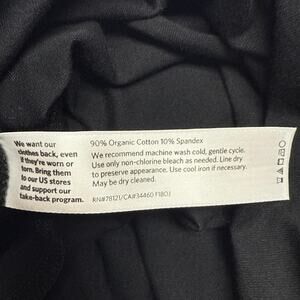 We want our
clothes back, even
if they're worn or
torn. Bring them
to our US stores
and support our
take-back program.
90% Organic Cotton 10% Spandex
We recommend machine wash cold, gentle cycle.
Use only non-chlorine bleach as needed. Line dry
to preserve appearance. Use cool iron if necessary.
May be dry cleaned.
RN#78121/CA#34460 F18OJ